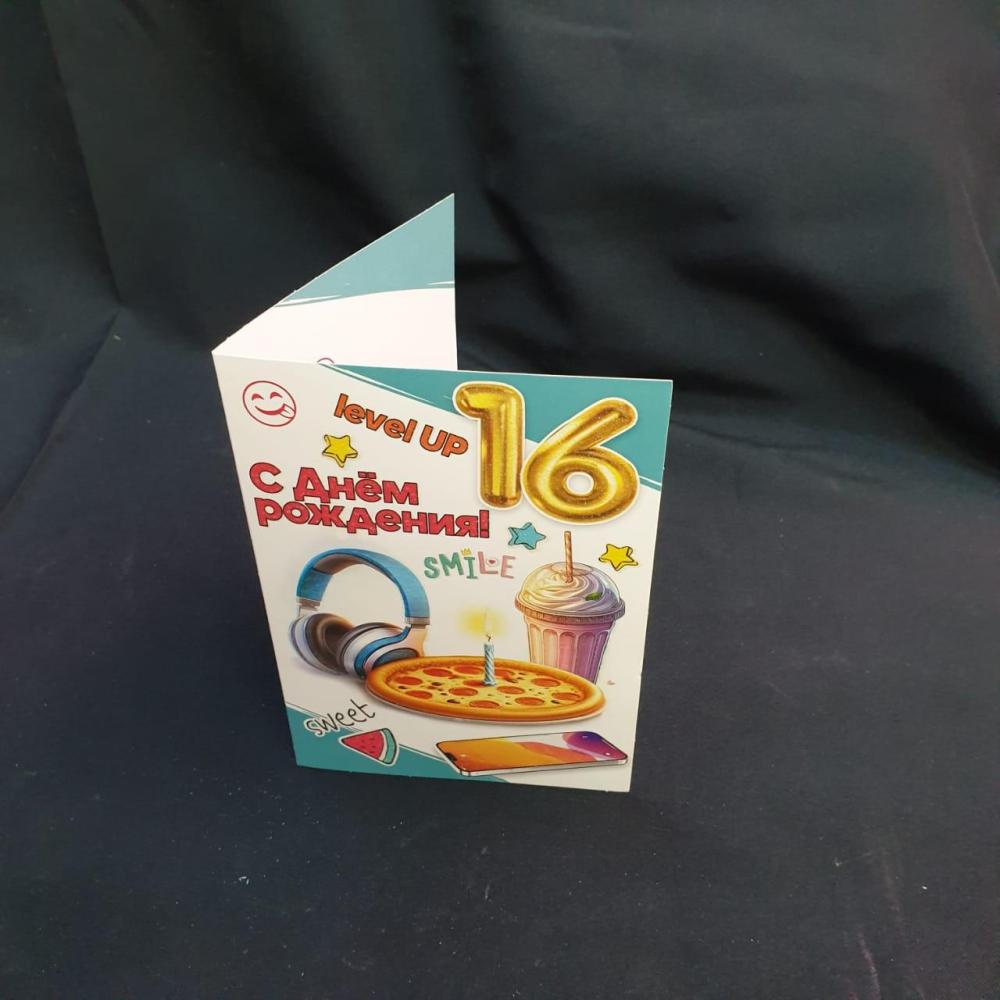 level UP
16
С Днём
рождения!
SMILE
sweet